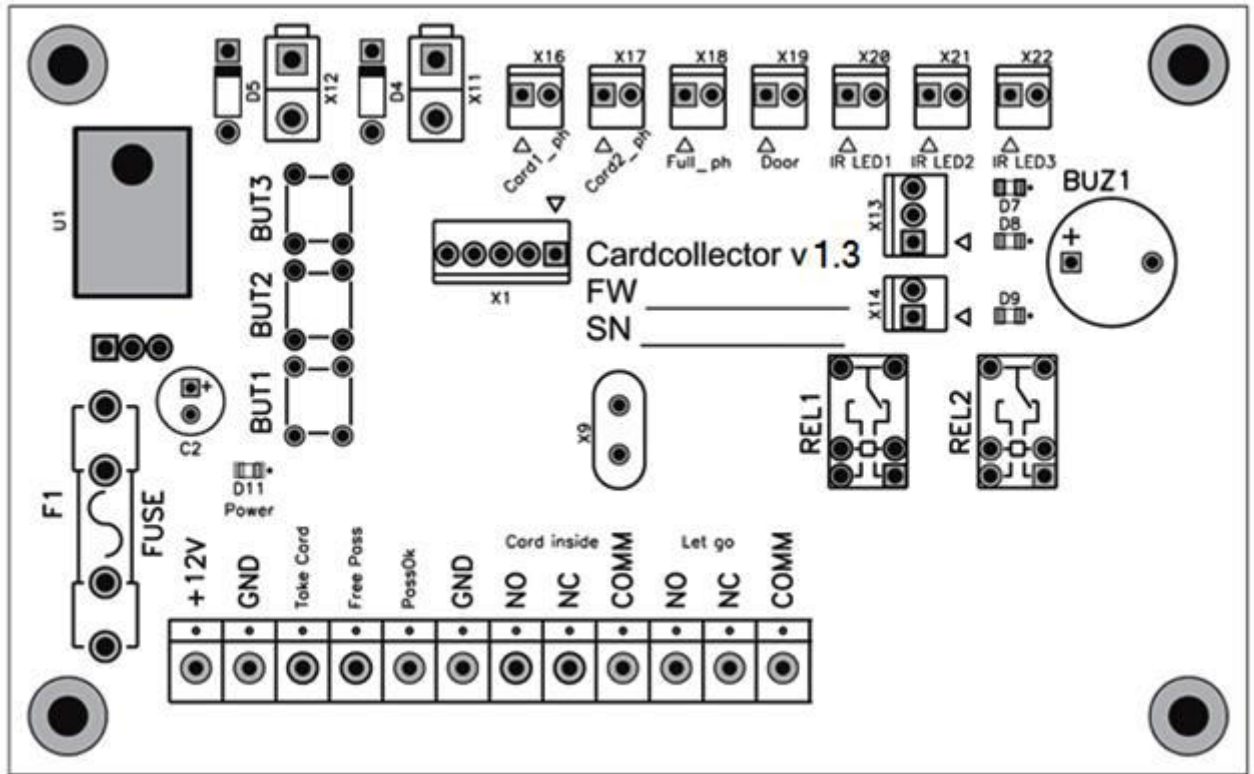 X16 X17 X18 X19 X20 X21 X22
D5 X12 D4 X11
Card1_ph Card2_ph Full_ph Door IR LED1 IR LED2 IR LED3
U1
BUT3
X13
D7
BUZ1
D8
+
Cardcollector v 1.3
X1
FW
BUT2
X14
D9
SN
BUT1
+
C2
X9
REL1
REL2
D11
Power
F1
FUSE
Card inside Let go
+12V GND Take Card Free Pass PassOk GND NO NC COMM NO NC COMM